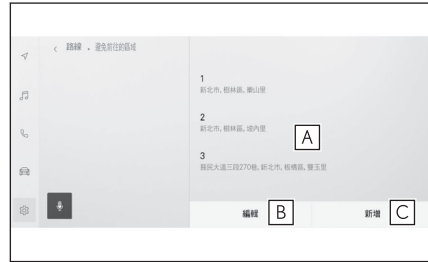 路線．避免前往的區域
1
新北市, 樹林區, 樂山里
2
新北市, 樹林區, 坡內里
A
3
縣民大道三段270巷, 新北市, 板橋區, 雙玉里
編輯 B
新增 C